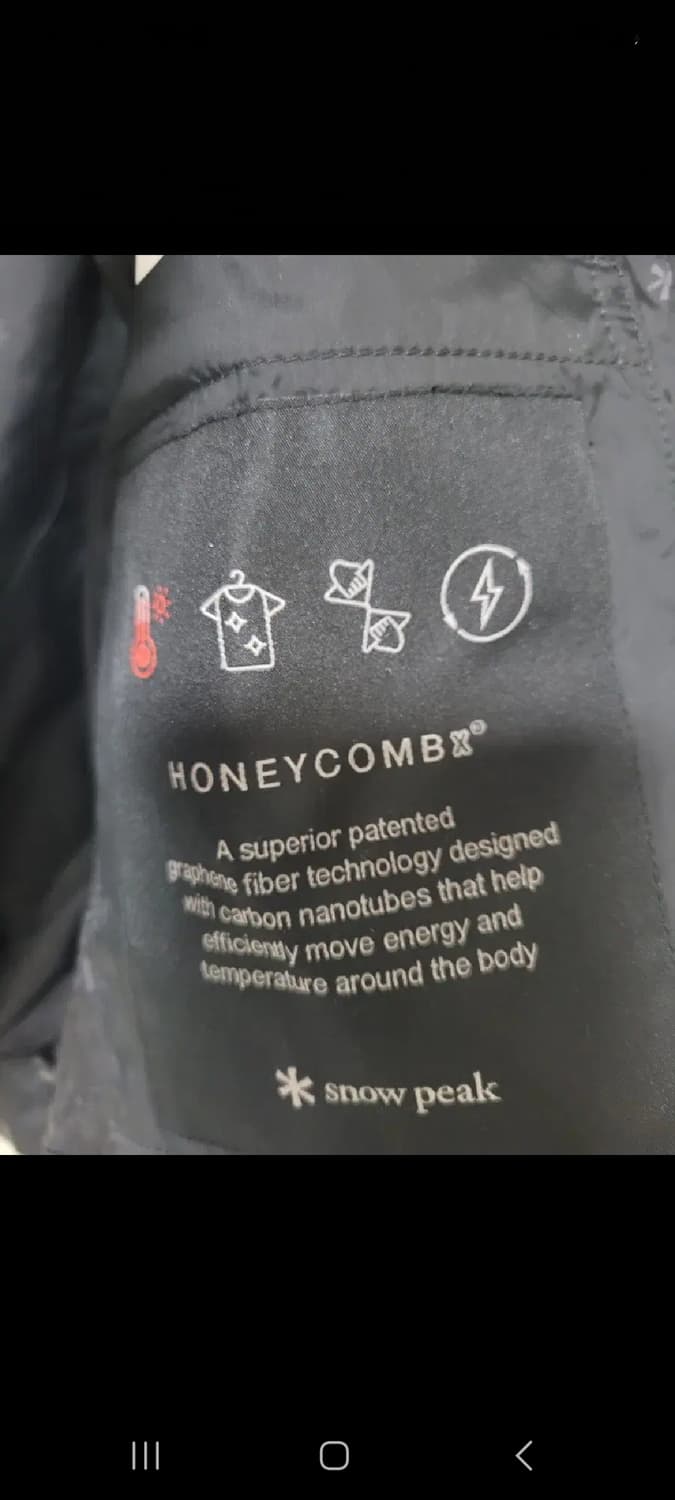 HONEYCOMBX®
A superior patented
graphene fiber technology designed
with carbon nanotubes that help
efficiently move energy and
temperature around the body
snow peak